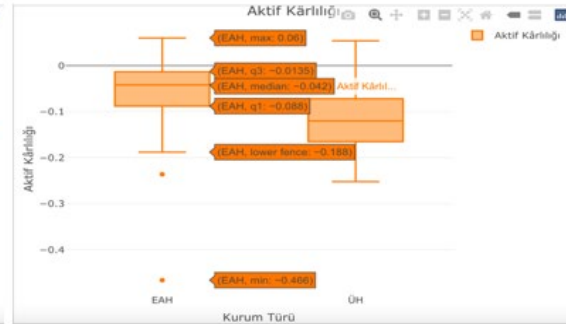 Aktif Kârlılığı
Aktif Kârlılığı
(EAH, max: 0.06)
0
(EAH, q3: −0.0135)
(EAH, median: −0.042)
Aktif Kârlıl...
−0.1
(EAH, q1: −0.088)
(EAH, lower fence: −0.188)
−0.2
−0.3
−0.4
(EAH, min: −0.466)
Aktif Kârlılığı
EAH
ÜH
Kurum Türü